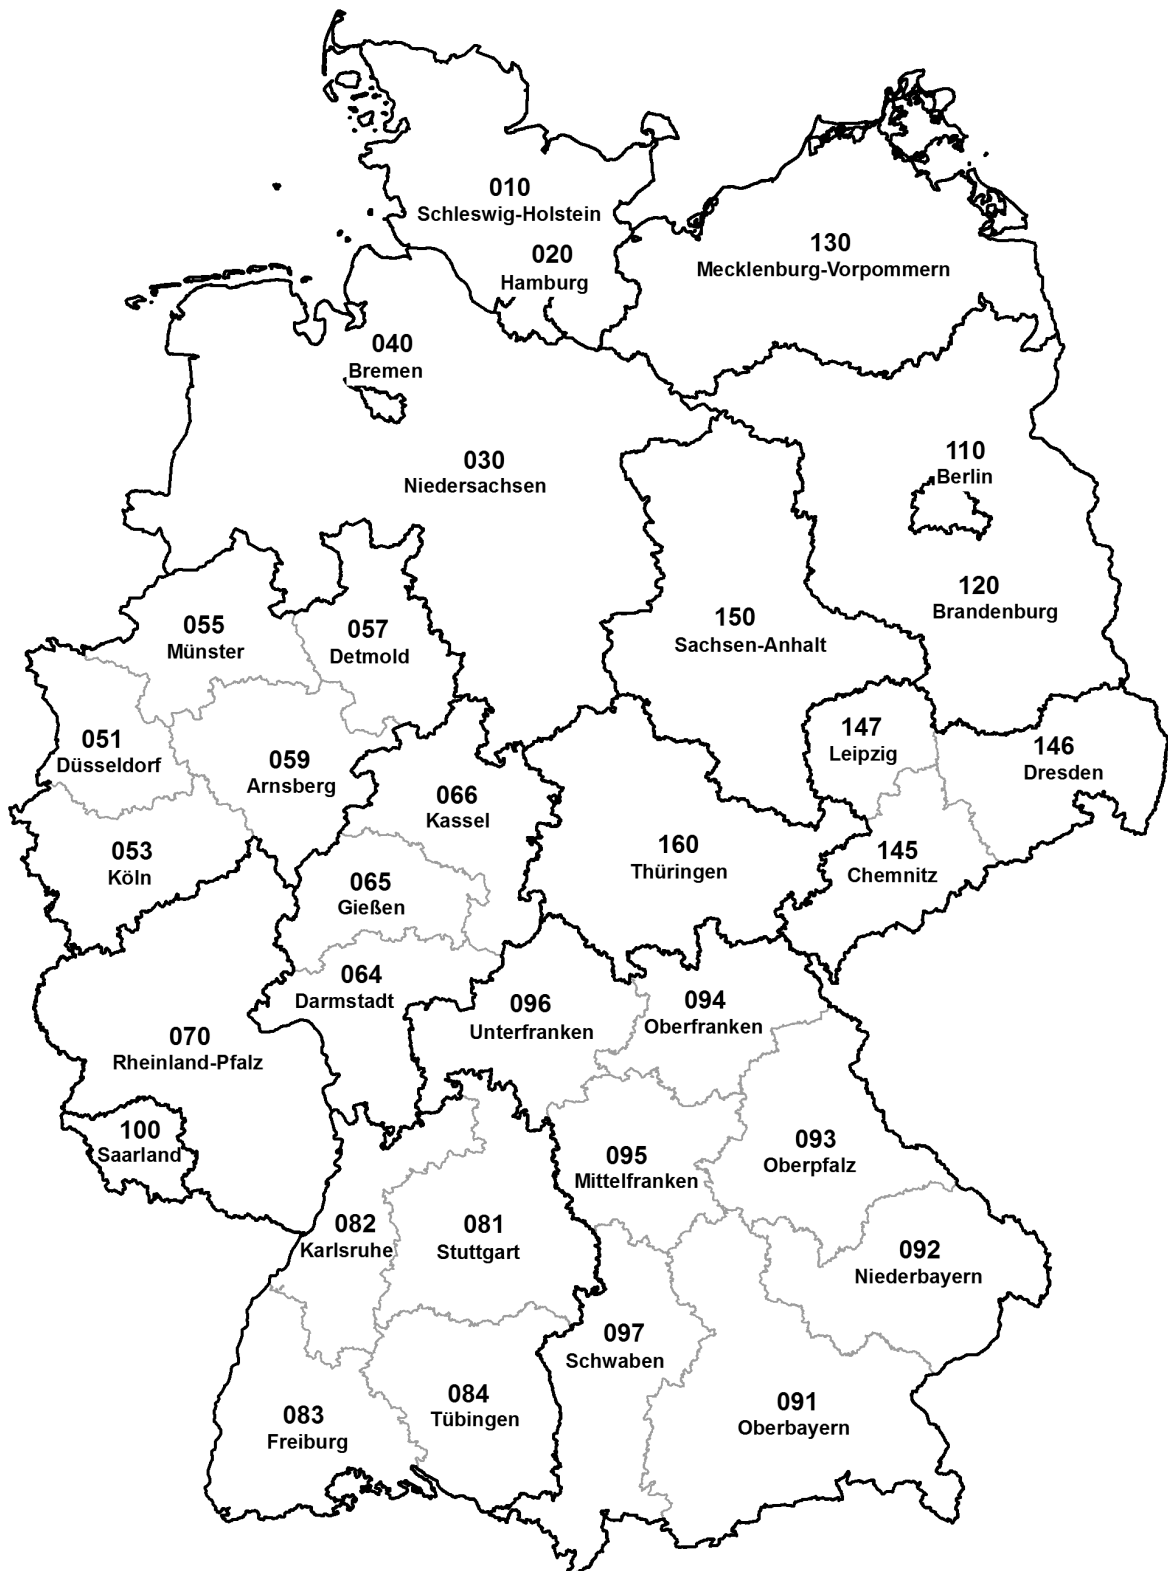 010
Schleswig-Holstein
020
Hamburg
130
Mecklenburg-Vorpommern
040
Bremen
030
Niedersachsen
110
Berlin
120
Brandenburg
150
Sachsen-Anhalt
055
Münster
057
Detmold
051
Düsseldorf
059
Arnsberg
147
Leipzig
146
Dresden
066
Kassel
053
Köln
160
Thüringen
145
Chemnitz
065
Gießen
064
Darmstadt
096
Unterfranken
094
Oberfranken
070
Rheinland-Pfalz
100
Saarland
095
Mittelfranken
093
Oberpfalz
082
Karlsruhe
081
Stuttgart
092
Niederbayern
097
Schwaben
083
Freiburg
084
Tübingen
091
Oberbayern